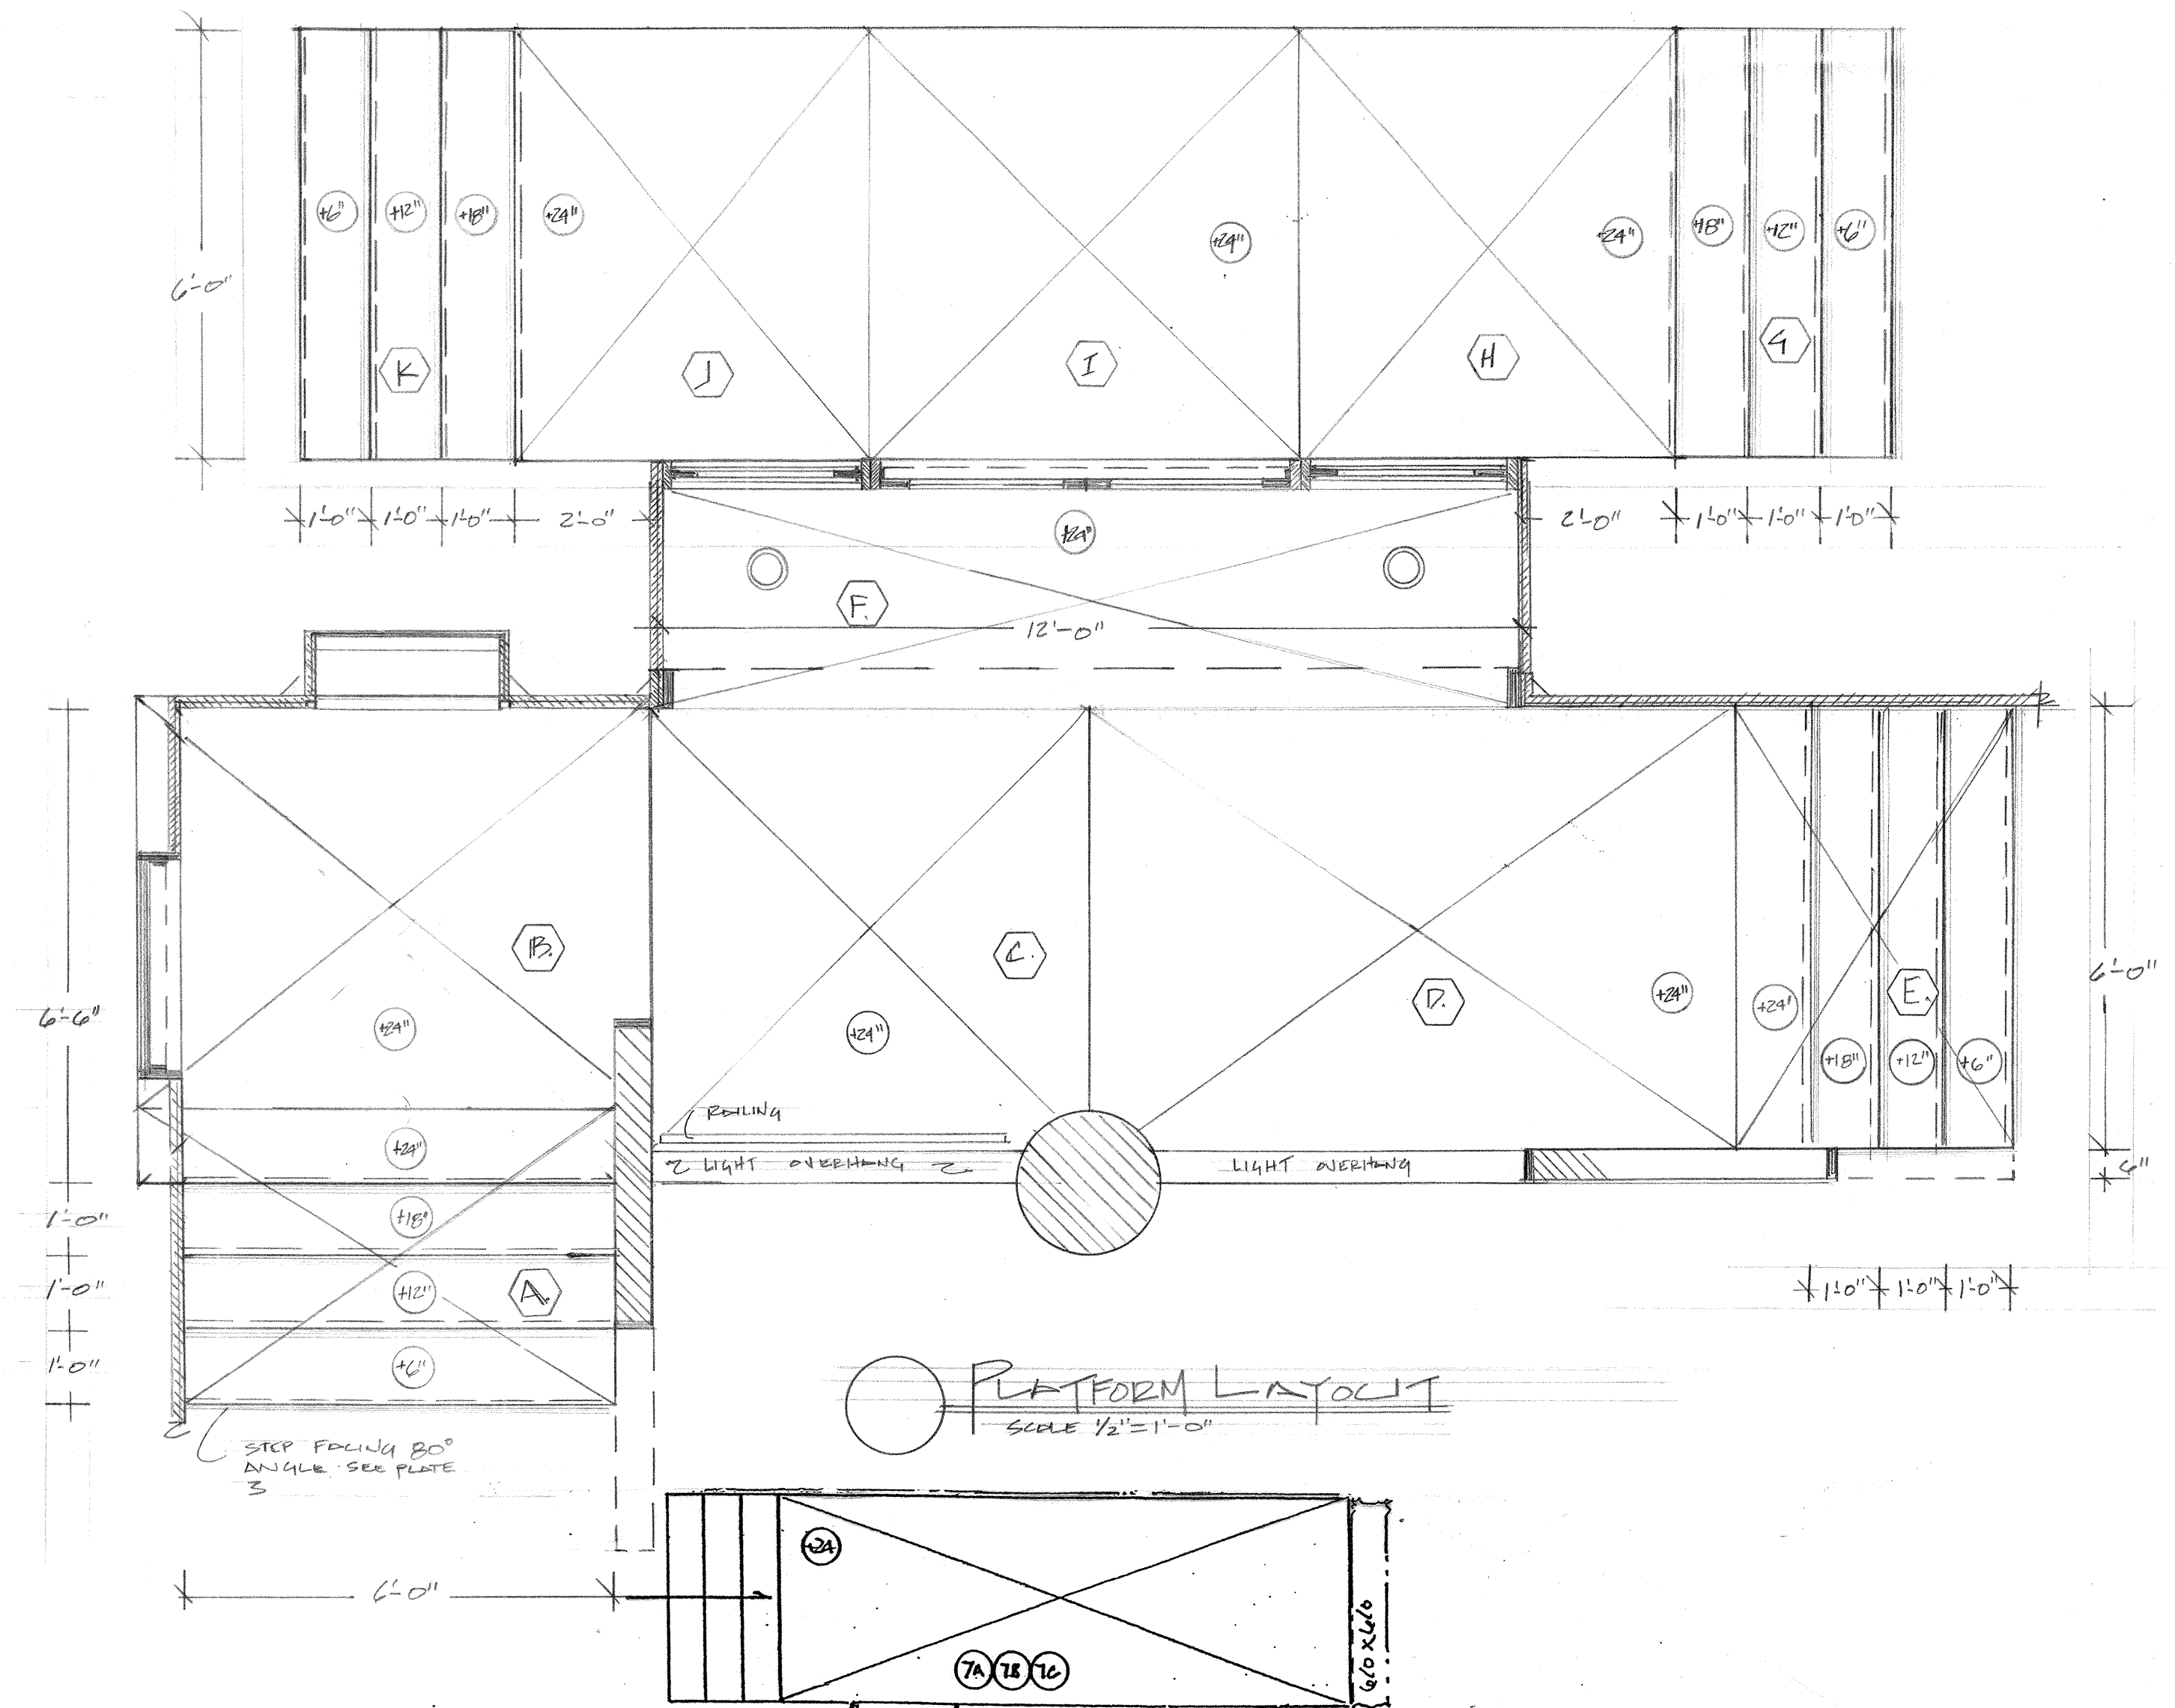 6'-0"
+6" +12" +18" +24" +24" +24" +18" +12" +6"
K J I H G
1'-0" 1'-0" 1'-0" 2'-0" 2'-0" 1'-0" 1'-0" 1'-0"
+24"
F.
12'-0"
B. C. D. E.
6'-6" +24" +24" +24" +24" 6'-0"
+18" +12" +6"
RAILING
LIGHT OVERHANG LIGHT OVERHANG 6"
+24"
1'-0" +18"
1'-0" +12" A. 1'-0" 1'-0" 1'-0"
1'-0" +6"
PLATFORM LAYOUT
SCALE 1/2"=1'-0"
STEP FACING 80°
ANGLE SEE PLATE
3
+24
6'-0"
7A 7B 7C